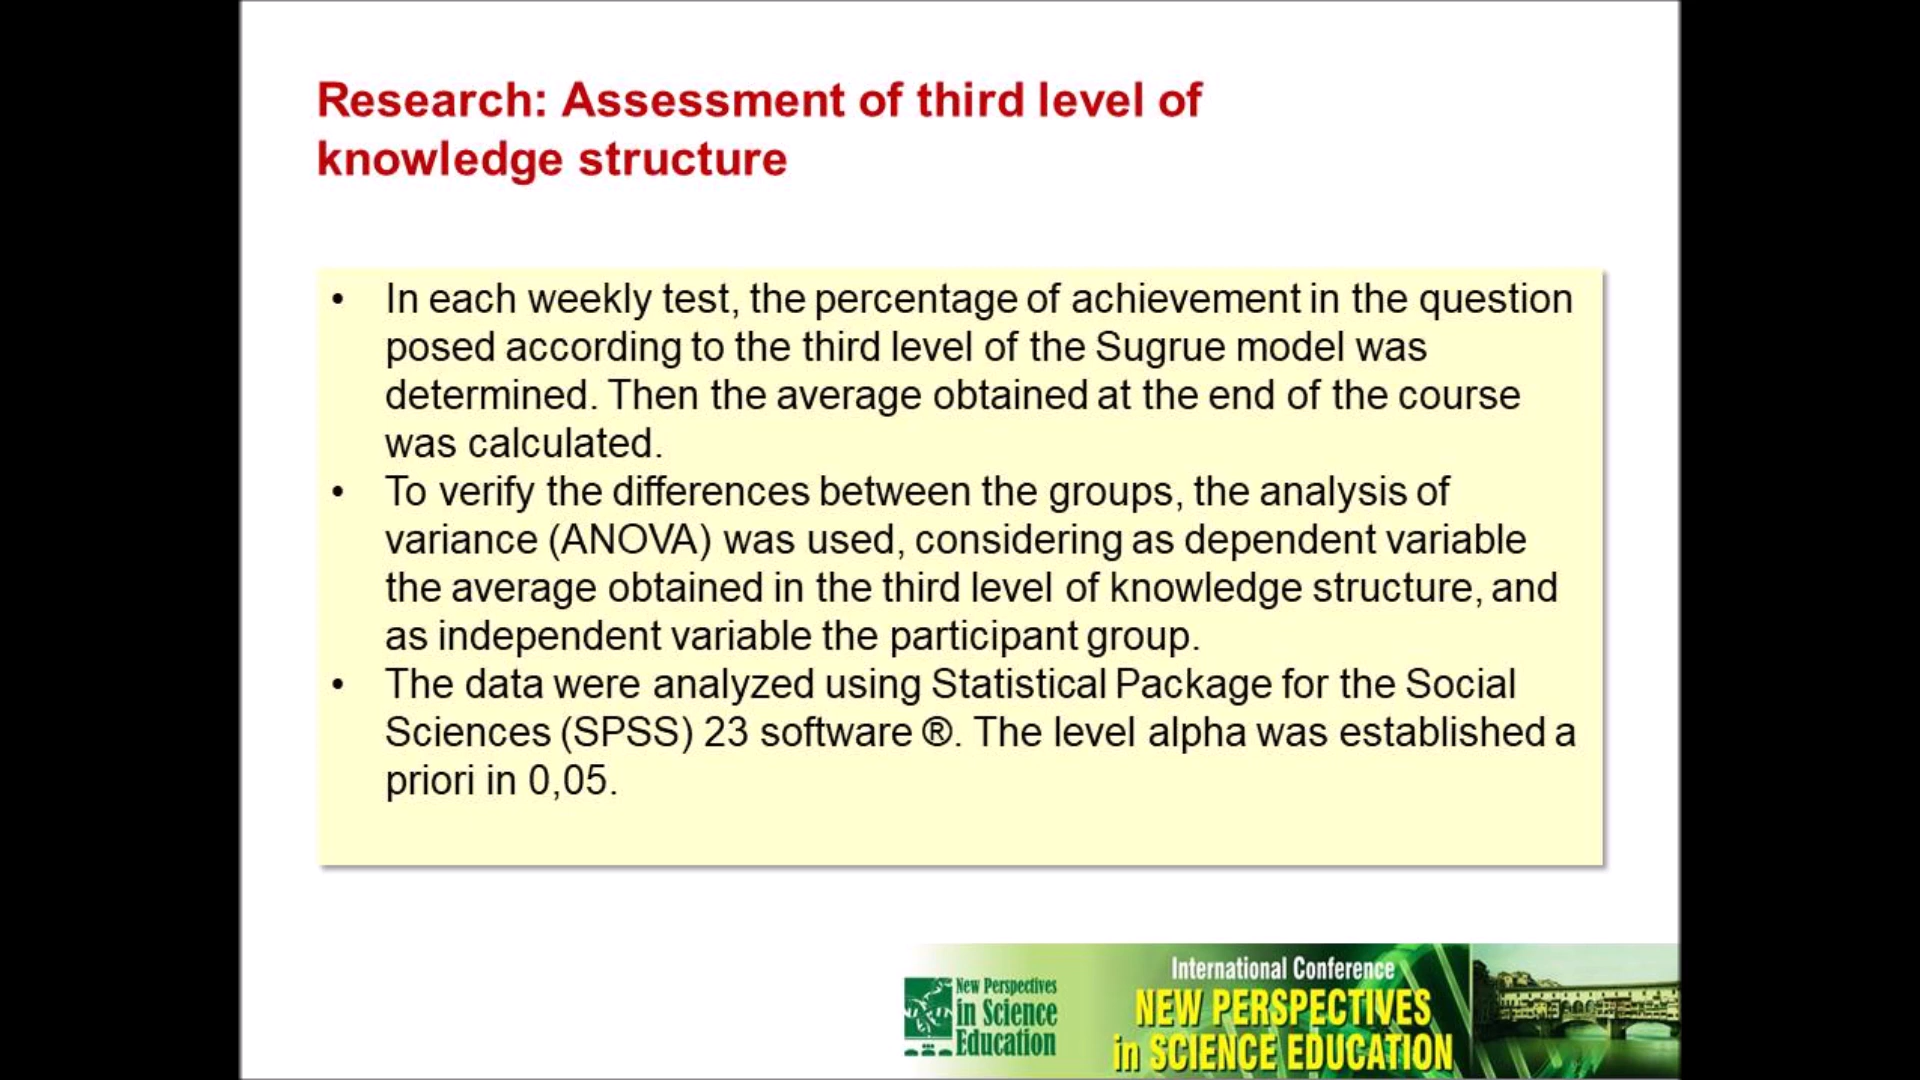 Research: Assessment of third level of
knowledge structure
• In each weekly test, the percentage of achievement in the question
posed according to the third level of the Sugrue model was
determined. Then the average obtained at the end of the course
was calculated.
• To verify the differences between the groups, the analysis of
variance (ANOVA) was used, considering as dependent variable
the average obtained in the third level of knowledge structure, and
as independent variable the participant group.
• The data were analyzed using Statistical Package for the Social
Sciences (SPSS) 23 software ®. The level alpha was established a
priori in 0,05.
New Perspectives
in Science
Education
International Conference
NEW PERSPECTIVES
in SCIENCE EDUCATION